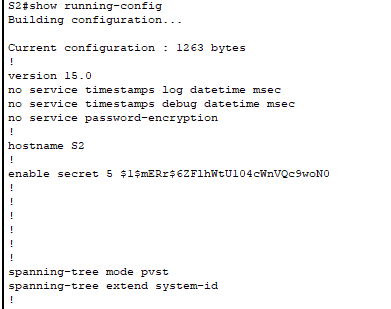 S2#show running-config
Building configuration...
Current configuration : 1263 bytes
!
version 15.0
no service timestamps log datetime msec
no service timestamps debug datetime msec
no service password-encryption
!
hostname S2
!
enable secret 5 $1$mERr$6ZFlhWtUl04cWnVQc9woN0
!
!
!
!
!
!
spanning-tree mode pvst
spanning-tree extend system-id
!